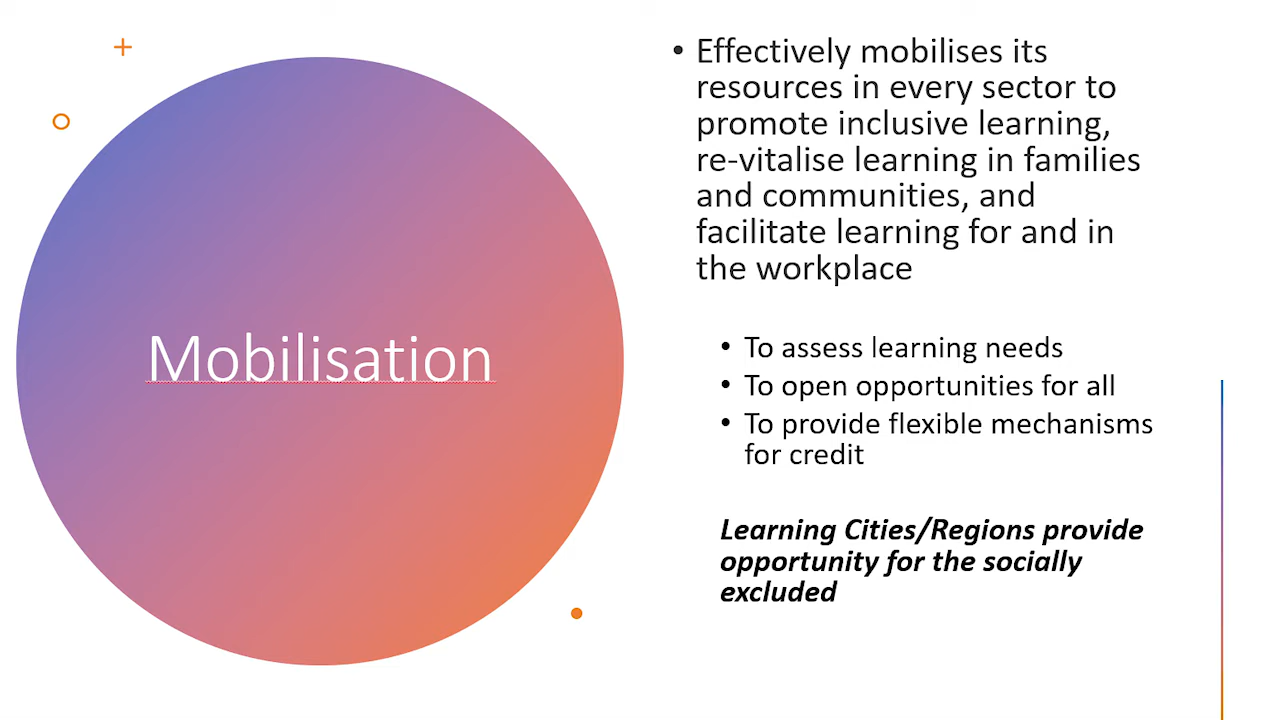 Mobilisation
• Effectively mobilises its
resources in every sector to
promote inclusive learning,
re-vitalise learning in families
and communities, and
facilitate learning for and in
the workplace
• To assess learning needs
• To open opportunities for all
• To provide flexible mechanisms
for credit
Learning Cities/Regions provide
opportunity for the socially
excluded